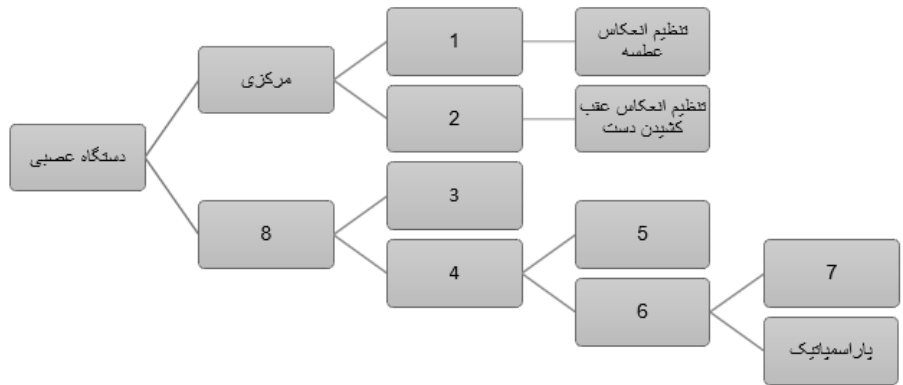 دستگاه عصبی
مرکزی
1
تنظیم انعکاس
عطسه
2
تنظیم انعکاس عقب
کشیدن دست
8
3
4
5
6
7
پاراسمپاتیک